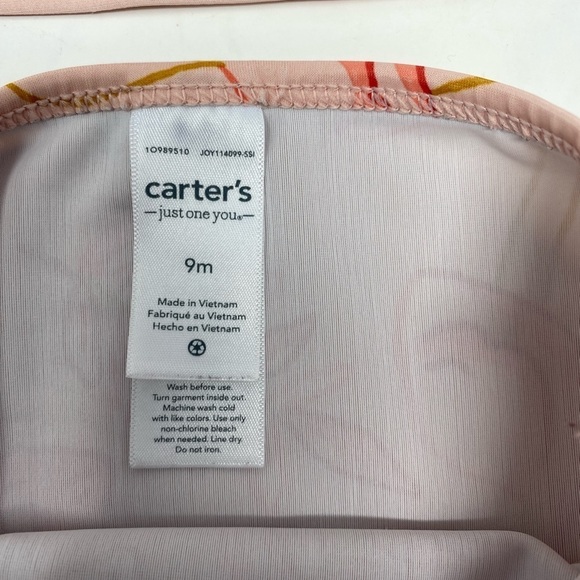 1O989510 JOY114099-SSI
carter's
just one you®
9m
Made in Vietnam
Fabriqué au Vietnam
Hecho en Vietnam
Wash before use.
Turn garment inside out.
Machine wash cold
with like colors. Use only
non-chlorine bleach
when needed. Line dry.
Do not iron.